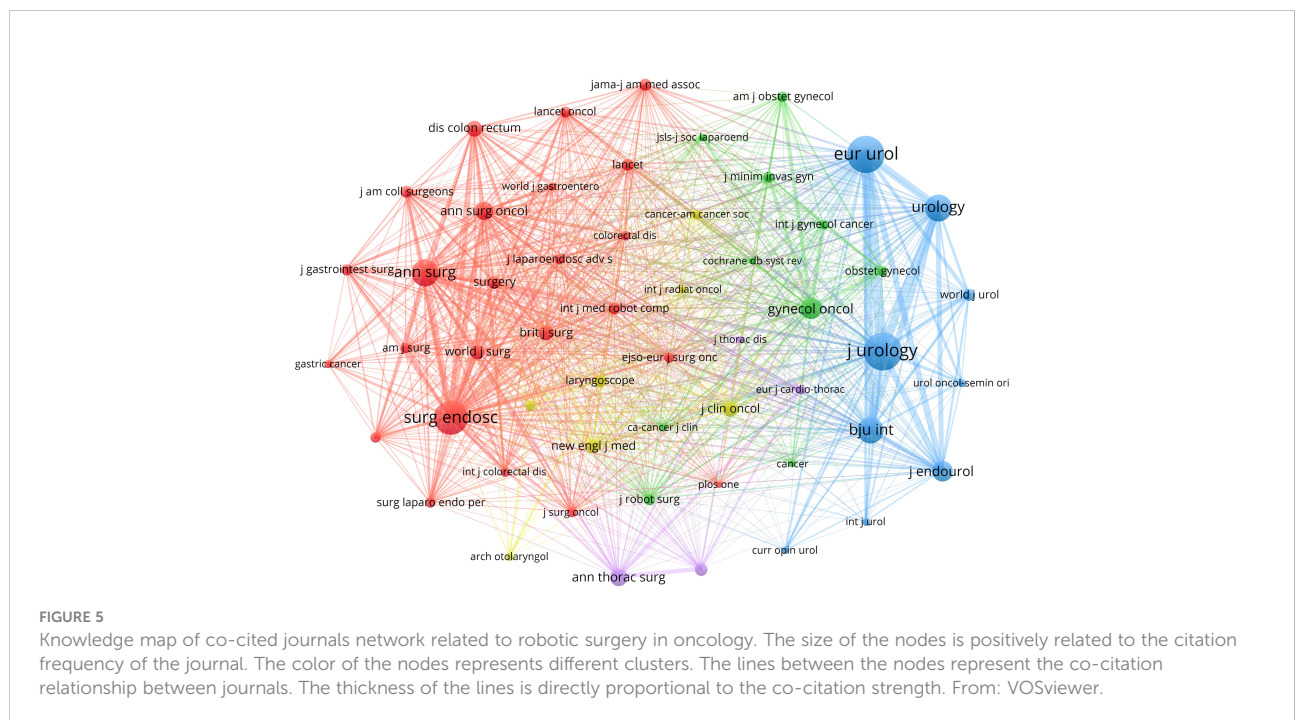 jama-j am med assoc
am j obstet gynecol
lancet oncol
dis colon rectum
jsls-j soc laparoend
eur urol
lancet
j minim invas gyn
world j gastroentero
j am coll surgeons
urology
ann surg oncol
cancer-am cancer soc
int j gynecol cancer
colorectal dis
j laparoendosc adv s
cochrane db syst rev
j gastrointest surg
ann surg
obstet gynecol
surgery
int j radiat oncol
world j urol
int j med robot comp
gynecol oncol
brit j surg
j thorac dis
am j surg
world j surg
j urology
ejso-eur j surg onc
gastric cancer
laryngoscope
urol oncol-semin ori
eur j cardio-thorac
j clin oncol
surg endosc
ca-cancer j clin
bju int
new engl j med
cancer
int j colorectal dis
j endourol
plos one
surg laparo endo per
j robot surg
j surg oncol
int j urol
curr opin urol
arch otolaryngol
ann thorac surg
FIGURE 5
Knowledge map of co-cited journals network related to robotic surgery in oncology. The size of the nodes is positively related to the citation
frequency of the journal. The color of the nodes represents different clusters. The lines between the nodes represent the co-citation
relationship between journals. The thickness of the lines is directly proportional to the co-citation strength. From: VOSviewer.